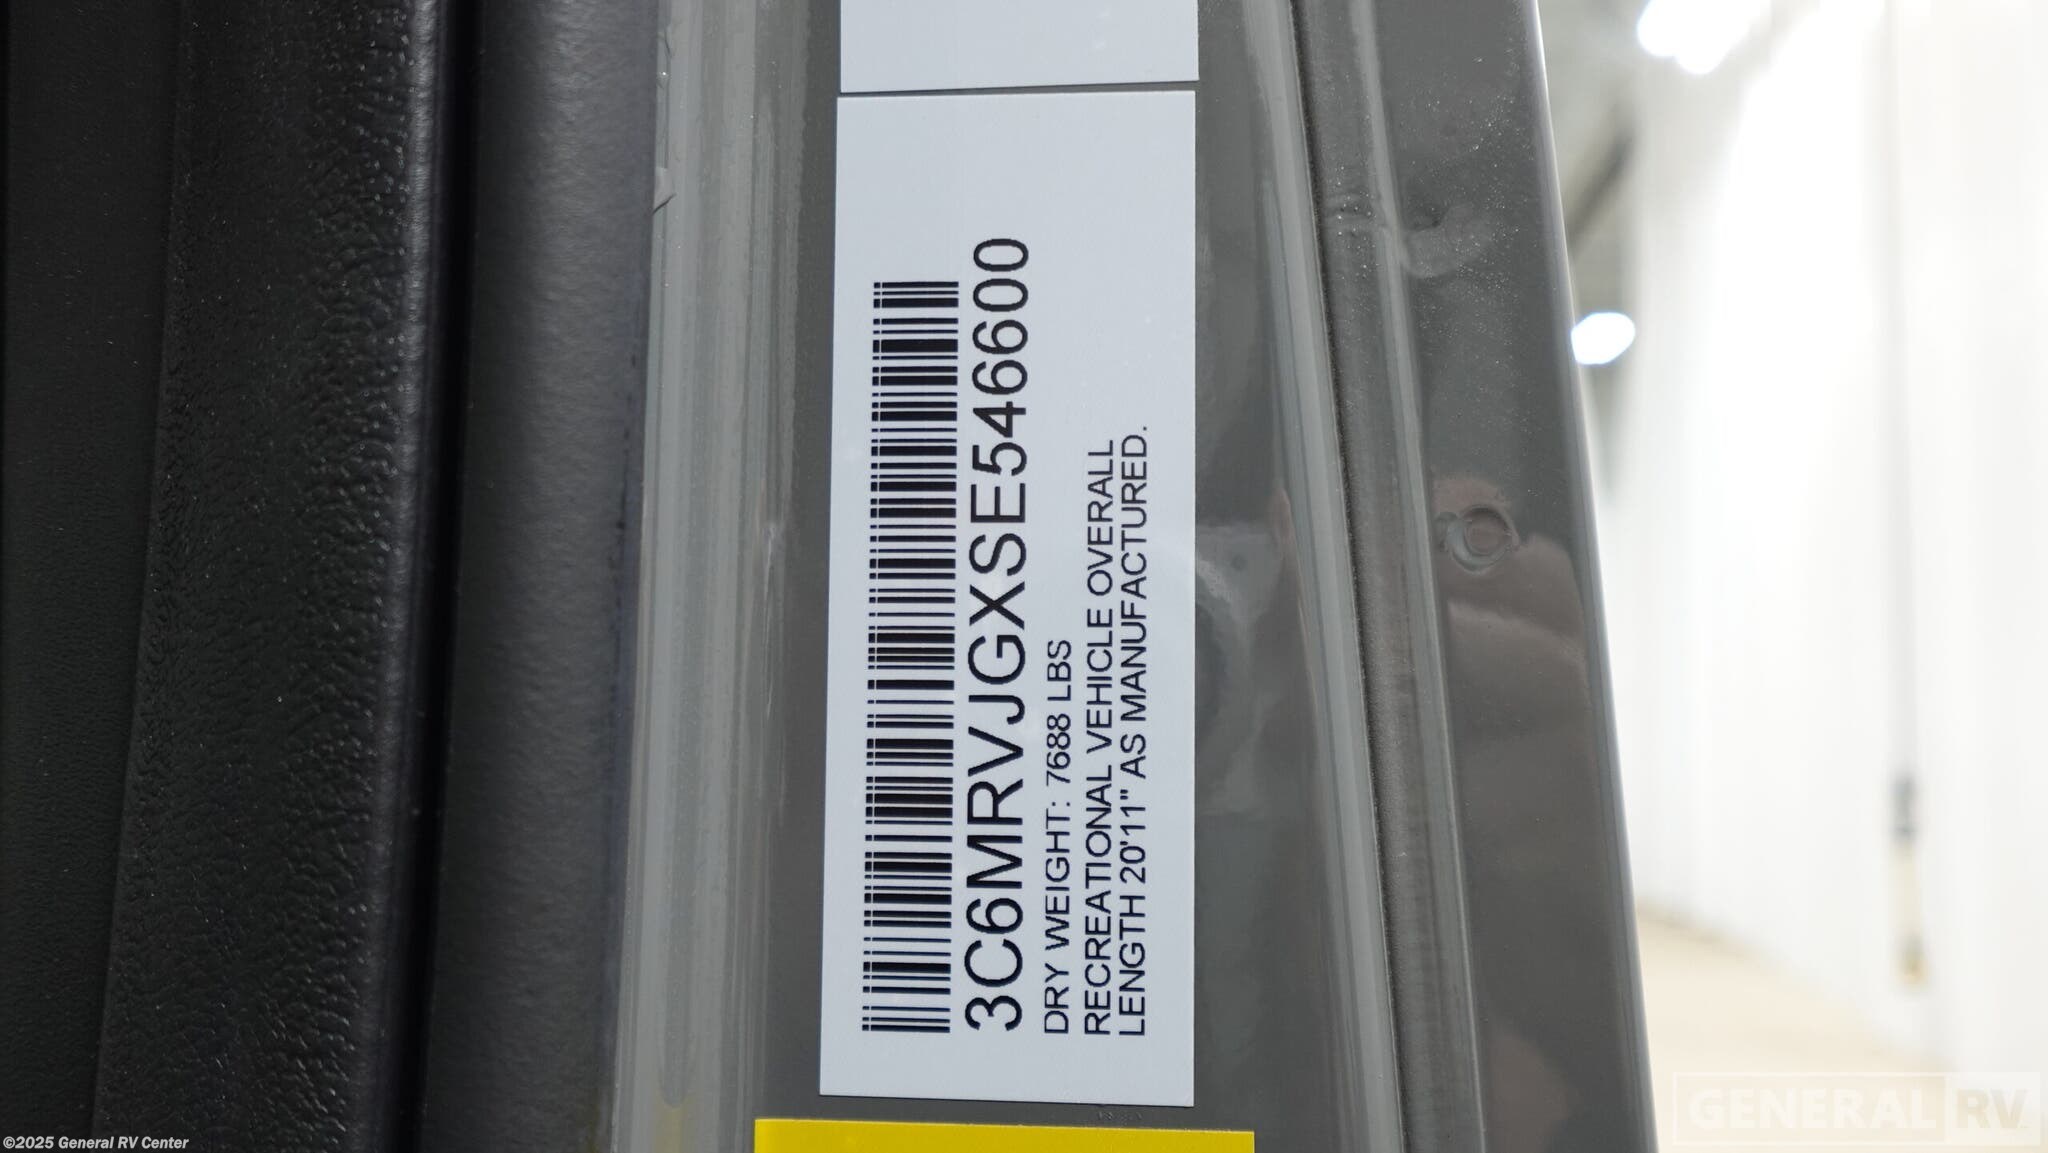 3C6MRVJGXSE546600
DRY WEIGHT: 7688 LBS
RECREATIONAL VEHICLE OVERALL
LENGTH 20'11" AS MANUFACTURED.
GENERAL RV
©2025 General RV Center